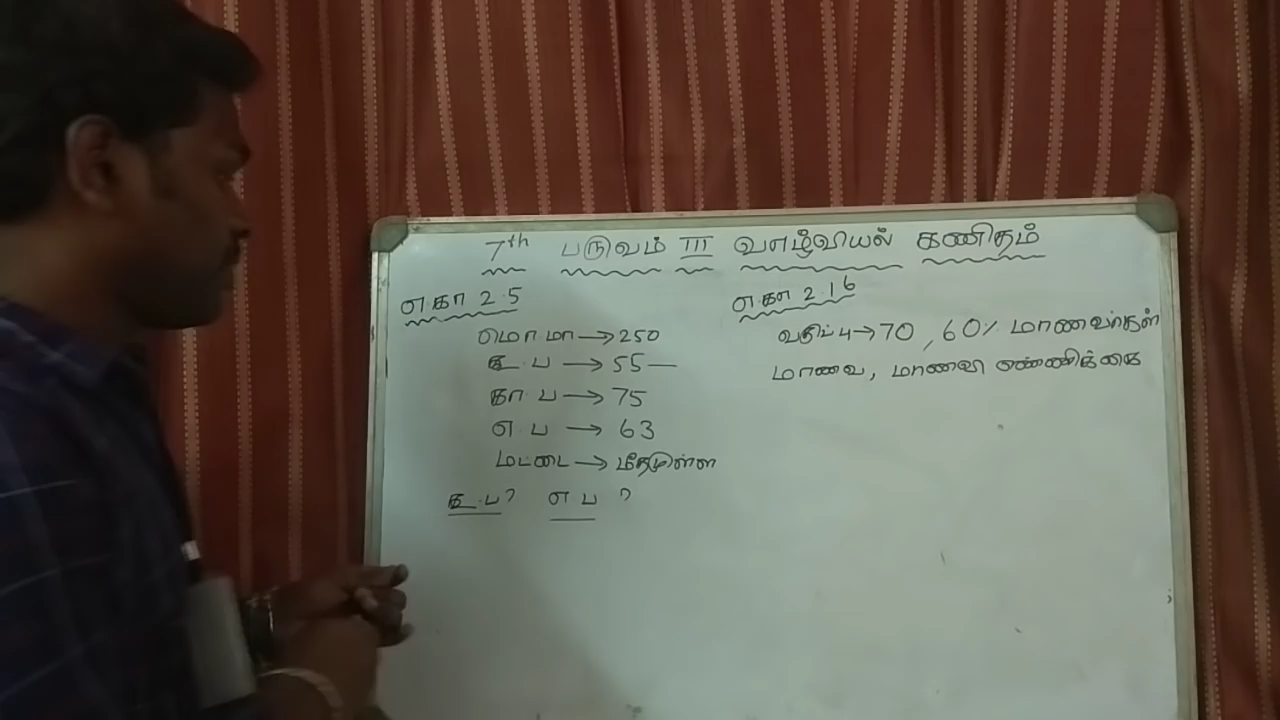 7th பருவம் III வாழ்வியல் கணிதம்
எ.கா 2.5
மொ மா → 250
உ.ப → 55 —
கா.ப → 75
எ.ப → 63
மட்டை → மீதமுள்ள
உ.ப? எ ப ?
எ.கா 2.16
வகுப்பு → 70 , 60% மாணவர்கள்
மாணவ, மாணவி எண்ணிக்கை